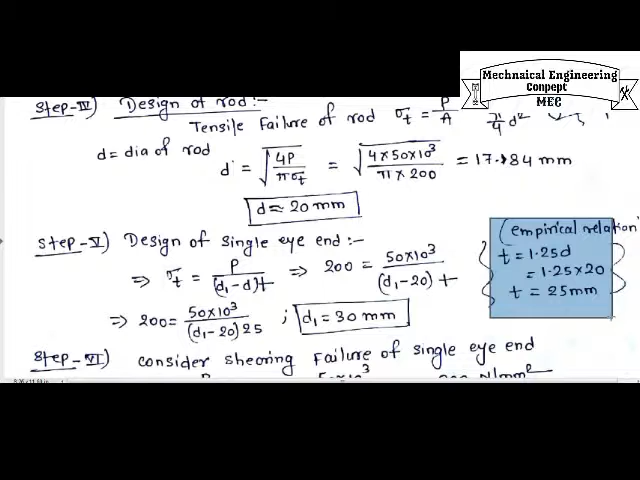 Mechnaical Engineering
Conpept
MEC
Step-IV) Design of rod:-
Tensile Failure of rod σt = P/A
π/4 d²
d = dia of rod
d = √(4P/πσt) = √(4×50×10³/π×200) = 17.84 mm
d ≈ 20 mm
Step-V) Design of single eye end :-
(empirical relation
⇒ σt = P/(d₁-d)t ⇒ 200 = 50×10³/(d₁-20)t
t = 1.25d
= 1.25×20
t = 25mm
⇒ 200 = 50×10³/(d₁-20)25 ; d₁ = 30 mm
Step-VI) consider shearing Failure of single eye end